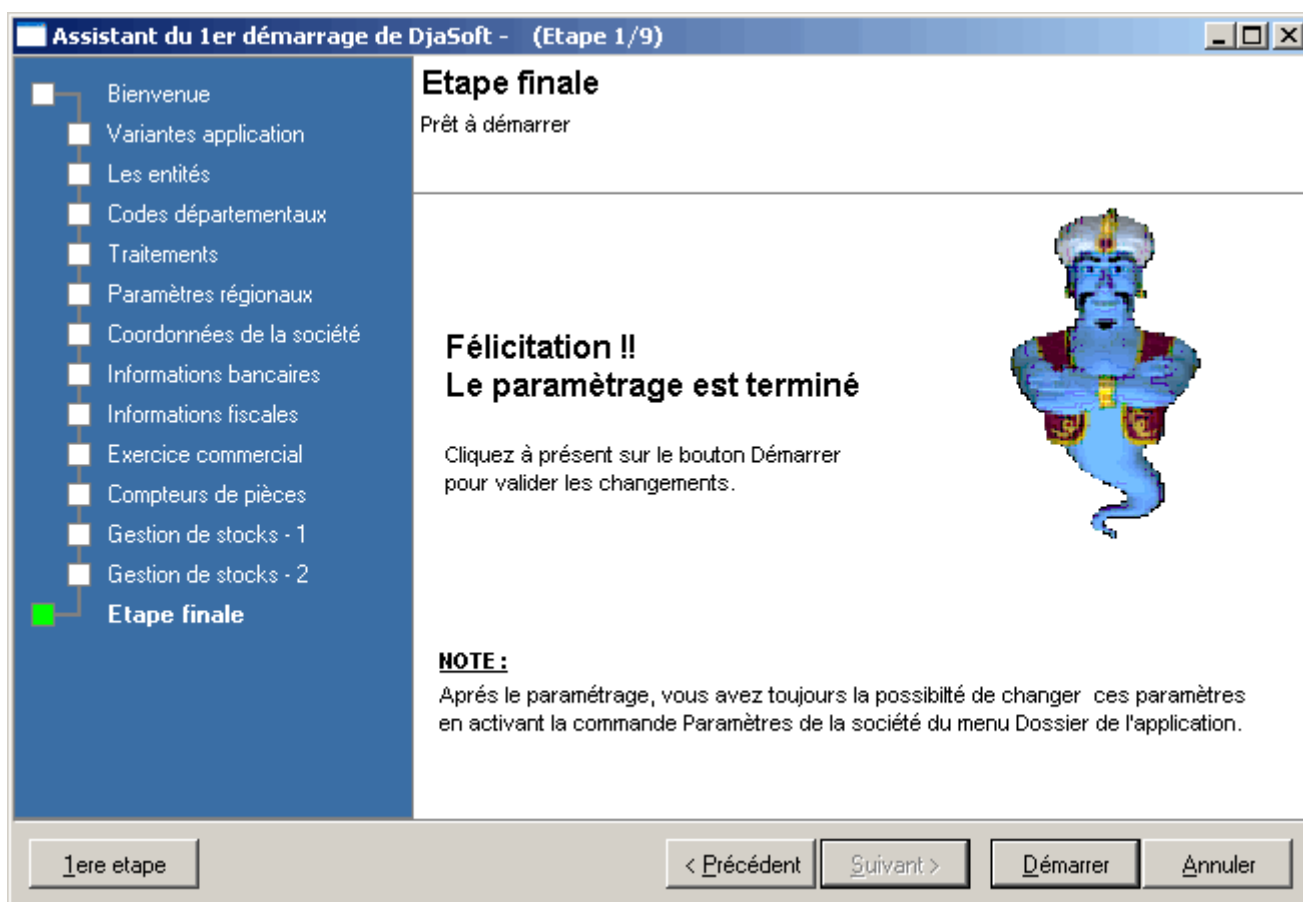 Assistant du 1er démarrage de DjaSoft - (Etape 1/9)
Bienvenue
Variantes application
Les entités
Codes départementaux
Traitements
Paramètres régionaux
Coordonnées de la société
Informations bancaires
Informations fiscales
Exercice commercial
Compteurs de pièces
Gestion de stocks - 1
Gestion de stocks - 2
Etape finale
Etape finale
Prêt à démarrer
Félicitation !!
Le paramètrage est terminé
Cliquez à présent sur le bouton Démarrer
pour valider les changements.
NOTE :
Aprés le paramétrage, vous avez toujours la possibilté de changer ces paramètres
en activant la commande Paramètres de la société du menu Dossier de l'application.
1ere etape
< Précédent
Suivant >
Démarrer
Annuler